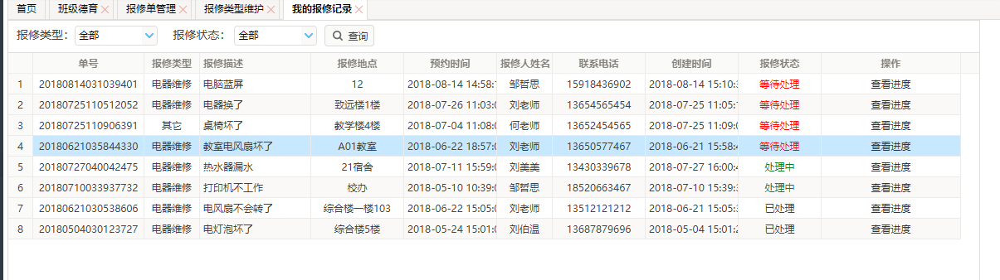 首页 班级德育 报修单管理 报修类型维护 我的报修记录
报修类型： 全部 报修状态： 全部 查询
单号 报修类型 报修描述 报修地点 预约时间 报修人姓名 联系电话 创建时间 报修状态 操作
1 20180814031039401 电器维修 电脑蓝屏 12 2018-08-14 14:58: 邹哲思 15918436902 2018-08-14 15:10: 等待处理 查看进度
2 20180725110512052 电器维修 电器换了 致远楼1楼 2018-07-26 11:03:0 刘老师 13654565454 2018-07-25 11:05: 等待处理 查看进度
3 20180725110906391 其它 桌椅坏了 教学楼4楼 2018-07-04 11:08:0 何老师 13652454565 2018-07-25 11:09:0 等待处理 查看进度
4 20180621035844330 电器维修 教室电风扇坏了 A01教室 2018-06-22 18:57:0 刘老师 13650577467 2018-06-21 15:58:4 等待处理 查看进度
5 20180727040042475 电器维修 热水器漏水 21宿舍 2018-07-11 15:59:0 刘美美 13430339678 2018-07-27 16:00:4 处理中 查看进度
6 20180710033937732 电器维修 打印机不工作 校办 2018-05-10 10:39:0 邹哲思 18520663467 2018-07-10 15:39:3 处理中 查看进度
7 20180621030538606 电器维修 电风扇不会转了 综合楼一楼103 2018-06-22 15:05:0 刘老师 13512121212 2018-06-21 15:05:3 已处理 查看进度
8 20180504030123727 电器维修 电灯泡坏了 综合楼5楼 2018-05-24 15:01:0 刘伯温 13687879696 2018-05-04 15:01:2 已处理 查看进度